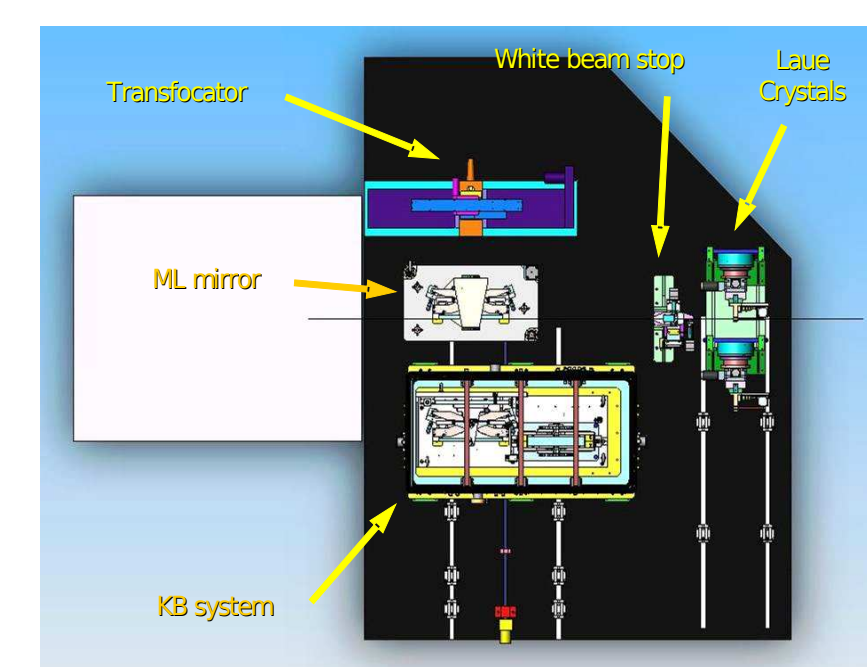 White beam stop
Laue
Crystals
Transfocator
ML mirror
KB system